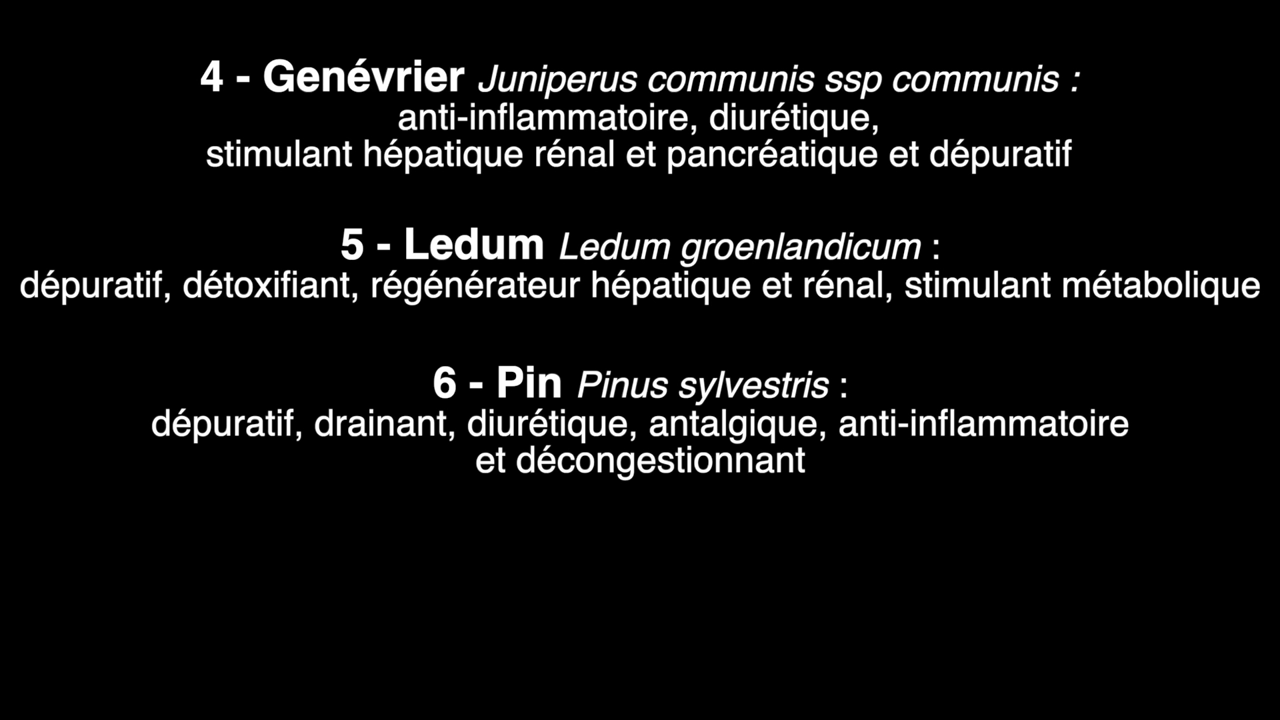 4 - Genévrier Juniperus communis ssp communis :
anti-inflammatoire, diurétique,
stimulant hépatique rénal et pancréatique et dépuratif
5 - Ledum Ledum groenlandicum :
dépuratif, détoxifiant, régénérateur hépatique et rénal, stimulant métabolique
6 - Pin Pinus sylvestris :
dépuratif, drainant, diurétique, antalgique, anti-inflammatoire
et décongestionnant